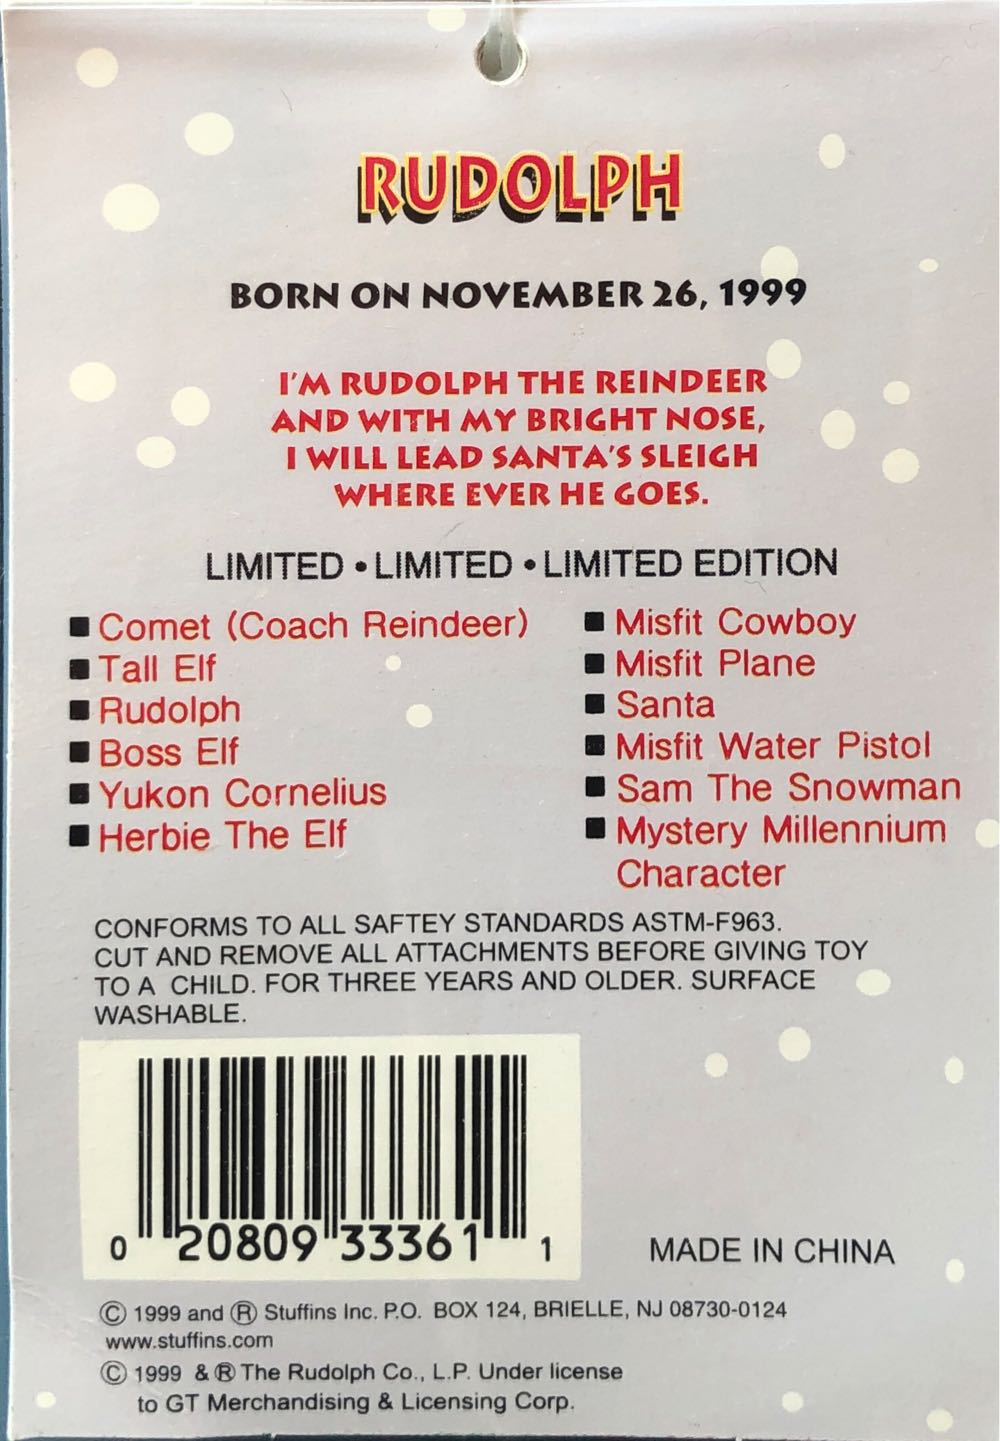 RUDOLPH
BORN ON NOVEMBER 26, 1999
I'M RUDOLPH THE REINDEER
AND WITH MY BRIGHT NOSE,
I WILL LEAD SANTA'S SLEIGH
WHERE EVER HE GOES.
LIMITED • LIMITED • LIMITED EDITION
■ Comet (Coach Reindeer)
■ Tall Elf
■ Rudolph
■ Boss Elf
■ Yukon Cornelius
■ Herbie The Elf
■ Misfit Cowboy
■ Misfit Plane
■ Santa
■ Misfit Water Pistol
■ Sam The Snowman
■ Mystery Millennium
Character
CONFORMS TO ALL SAFTEY STANDARDS ASTM-F963.
CUT AND REMOVE ALL ATTACHMENTS BEFORE GIVING TOY
TO A CHILD. FOR THREE YEARS AND OLDER. SURFACE
WASHABLE.
0 20809 33361 1
MADE IN CHINA
© 1999 and ® Stuffins Inc. P.O. BOX 124, BRIELLE, NJ 08730-0124
www.stuffins.com
© 1999 & ® The Rudolph Co., L.P. Under license
to GT Merchandising & Licensing Corp.